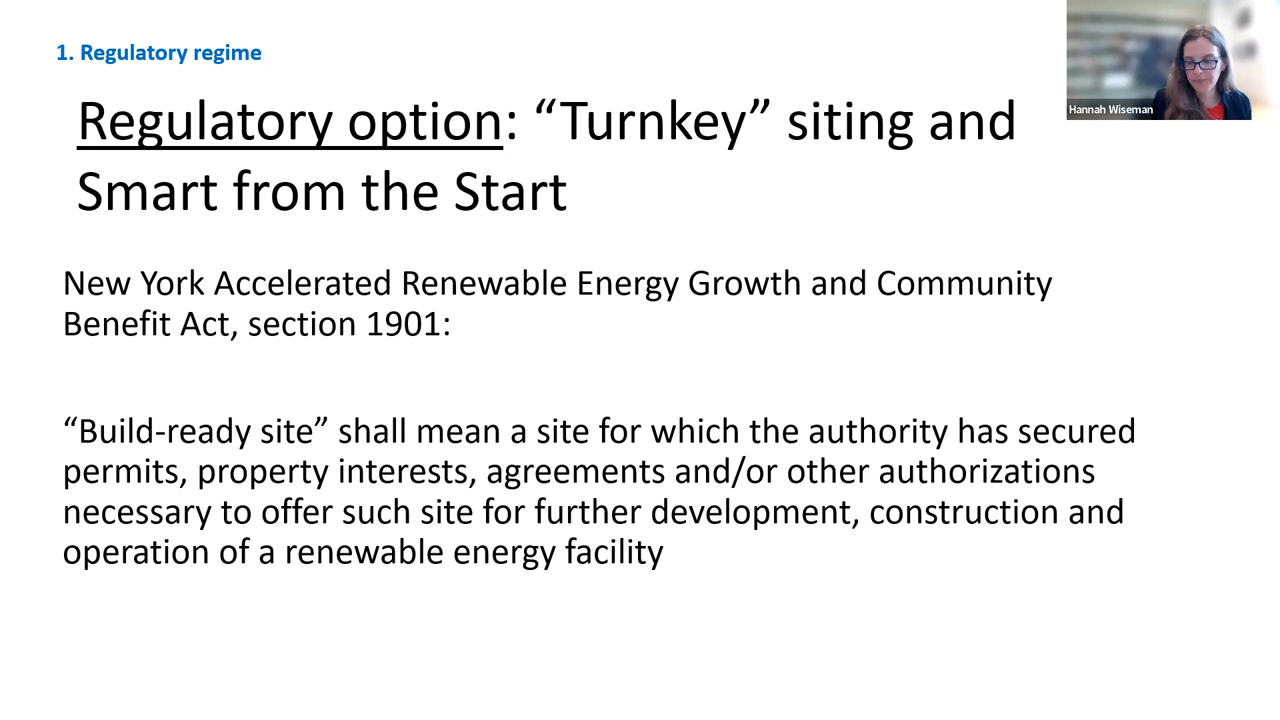 1. Regulatory regime
Hannah Wiseman
Regulatory option: “Turnkey” siting and
Smart from the Start
New York Accelerated Renewable Energy Growth and Community
Benefit Act, section 1901:
“Build-ready site” shall mean a site for which the authority has secured
permits, property interests, agreements and/or other authorizations
necessary to offer such site for further development, construction and
operation of a renewable energy facility